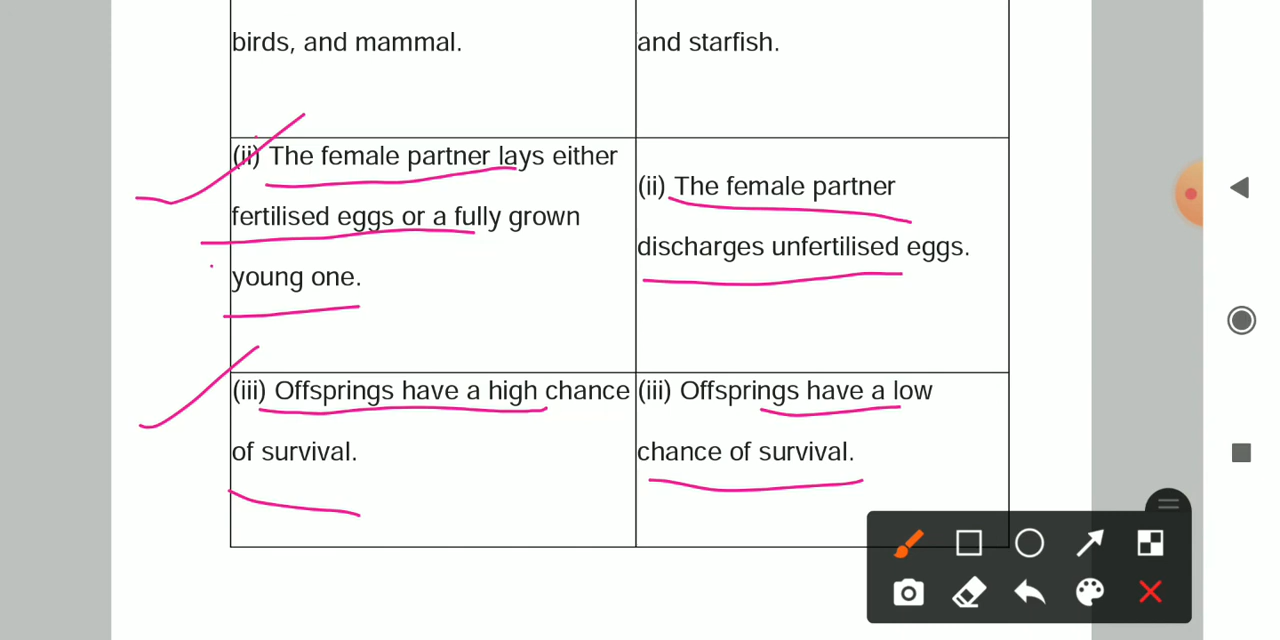 birds, and mammal.
and starfish.
(ii) The female partner lays either
fertilised eggs or a fully grown
young one.
(ii) The female partner
discharges unfertilised eggs.
(iii) Offsprings have a high chance
of survival.
(iii) Offsprings have a low
chance of survival.